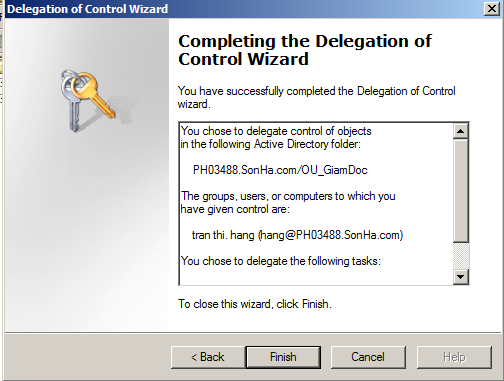 Delegation of Control Wizard
Completing the Delegation of
Control Wizard
You have successfully completed the Delegation of Control
wizard.
You chose to delegate control of objects
in the following Active Directory folder:
PH03488.SonHa.com/OU_GiamDoc
The groups, users, or computers to which you
have given control are:
tran thi. hang (hang@PH03488.SonHa.com)
You chose to delegate the following tasks:
To close this wizard, click Finish.
< Back
Finish
Cancel
Help